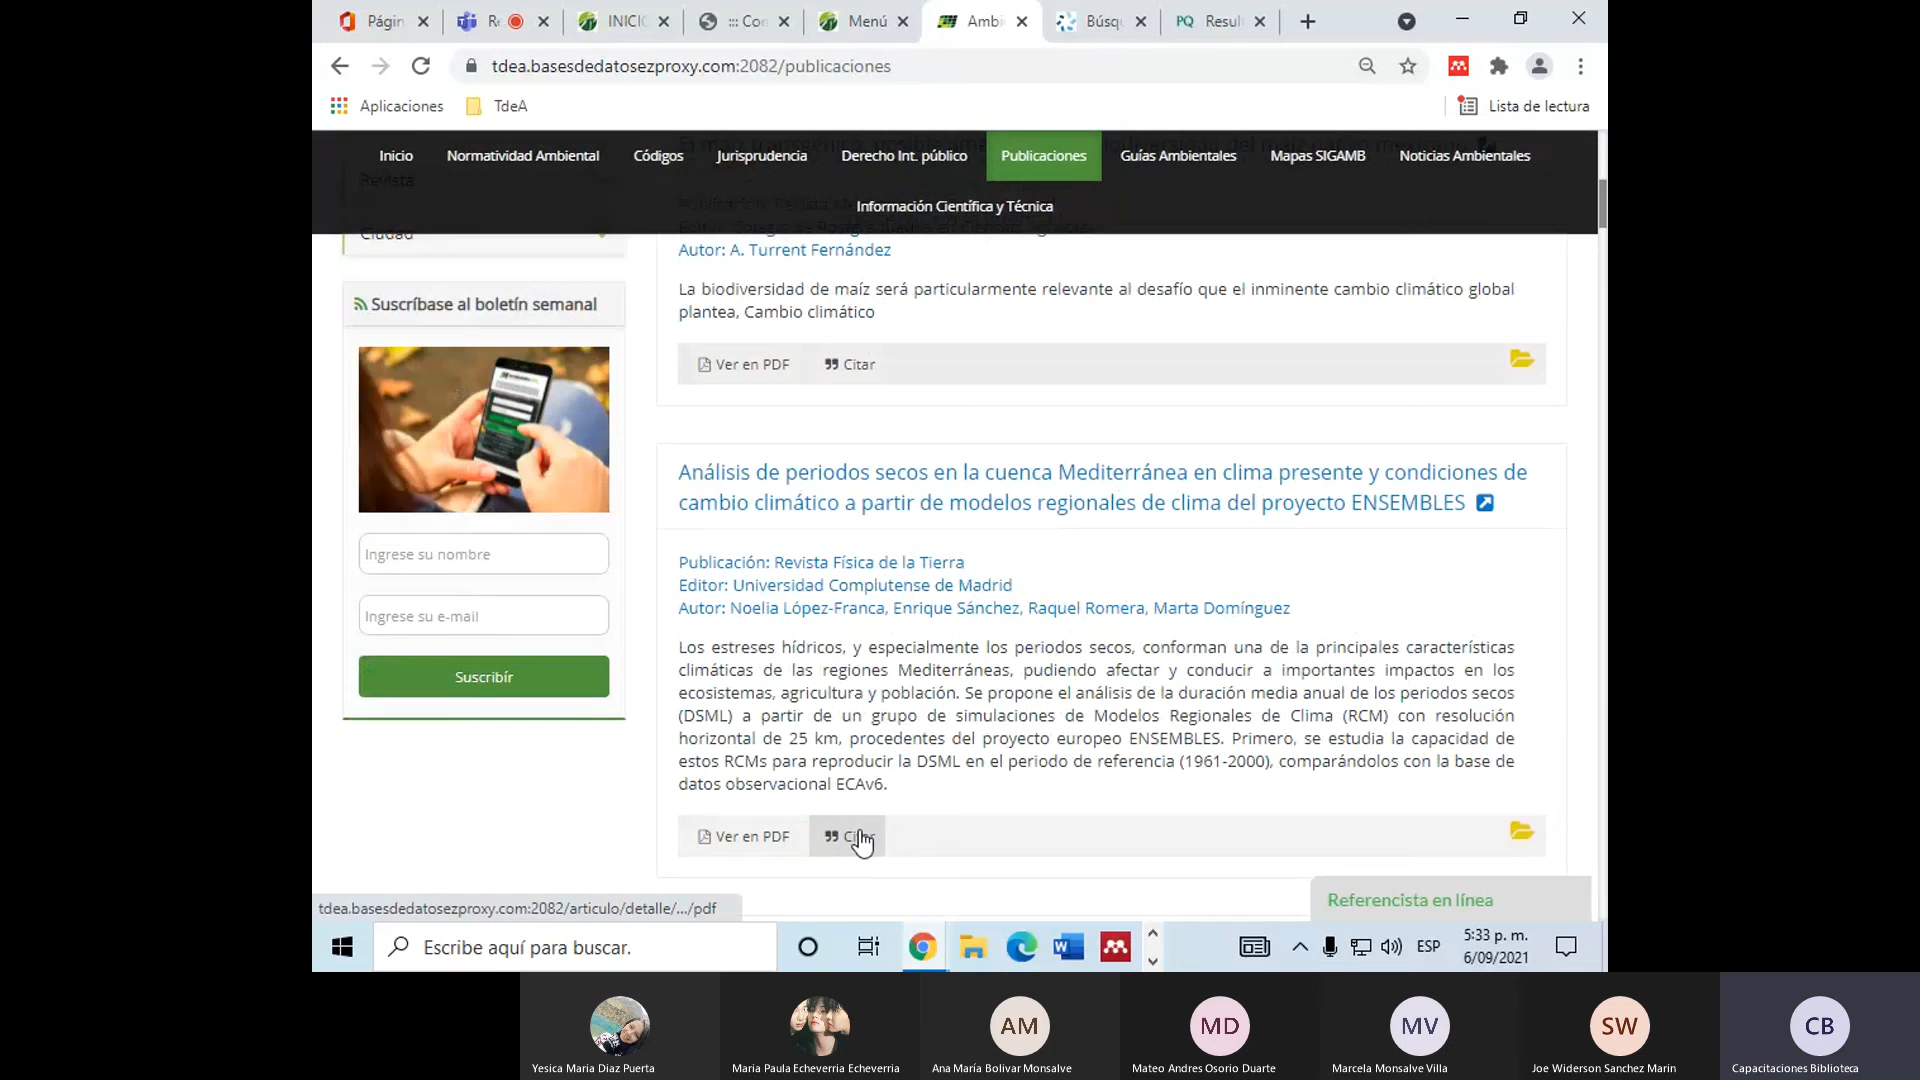 Págin
Re
INICIO
::: Con
Menú
Ambi
Búsqu
PQ Result
tdea.basesdedatosezproxy.com:2082/publicaciones
Aplicaciones
TdeA
Lista de lectura
Inicio
Normatividad Ambiental
Códigos
Jurisprudencia
Derecho Int. público
Publicaciones
Guías Ambientales
Mapas SIGAMB
Noticias Ambientales
Información Científica y Técnica
Revista
Ciudad
Suscríbase al boletín semanal
Ingrese su nombre
Ingrese su e-mail
Suscribír
Autor: A. Turrent Fernández
La biodiversidad de maíz será particularmente relevante al desafío que el inminente cambio climático global
plantea, Cambio climático
Ver en PDF
Citar
Análisis de periodos secos en la cuenca Mediterránea en clima presente y condiciones de
cambio climático a partir de modelos regionales de clima del proyecto ENSEMBLES
Publicación: Revista Física de la Tierra
Editor: Universidad Complutense de Madrid
Autor: Noelia López-Franca, Enrique Sánchez, Raquel Romera, Marta Domínguez
Los estreses hídricos, y especialmente los periodos secos, conforman una de la principales características
climáticas de las regiones Mediterráneas, pudiendo afectar y conducir a importantes impactos en los
ecosistemas, agricultura y población. Se propone el análisis de la duración media anual de los periodos secos
(DSML) a partir de un grupo de simulaciones de Modelos Regionales de Clima (RCM) con resolución
horizontal de 25 km, procedentes del proyecto europeo ENSEMBLES. Primero, se estudia la capacidad de
estos RCMs para reproducir la DSML en el periodo de referencia (1961-2000), comparándolos con la base de
datos observacional ECAv6.
Ver en PDF
Citar
Referencista en línea
tdea.basesdedatosezproxy.com:2082/articulo/detalle/.../pdf
Escribe aquí para buscar.
ESP
5:33 p. m.
6/09/2021
AM
MD
MV
SW
CB
Yesica Maria Diaz Puerta
Maria Paula Echeverria Echeverria
Ana María Bolivar Monsalve
Mateo Andres Osorio Duarte
Marcela Monsalve Villa
Joe Widerson Sanchez Marin
Capacitaciones Biblioteca